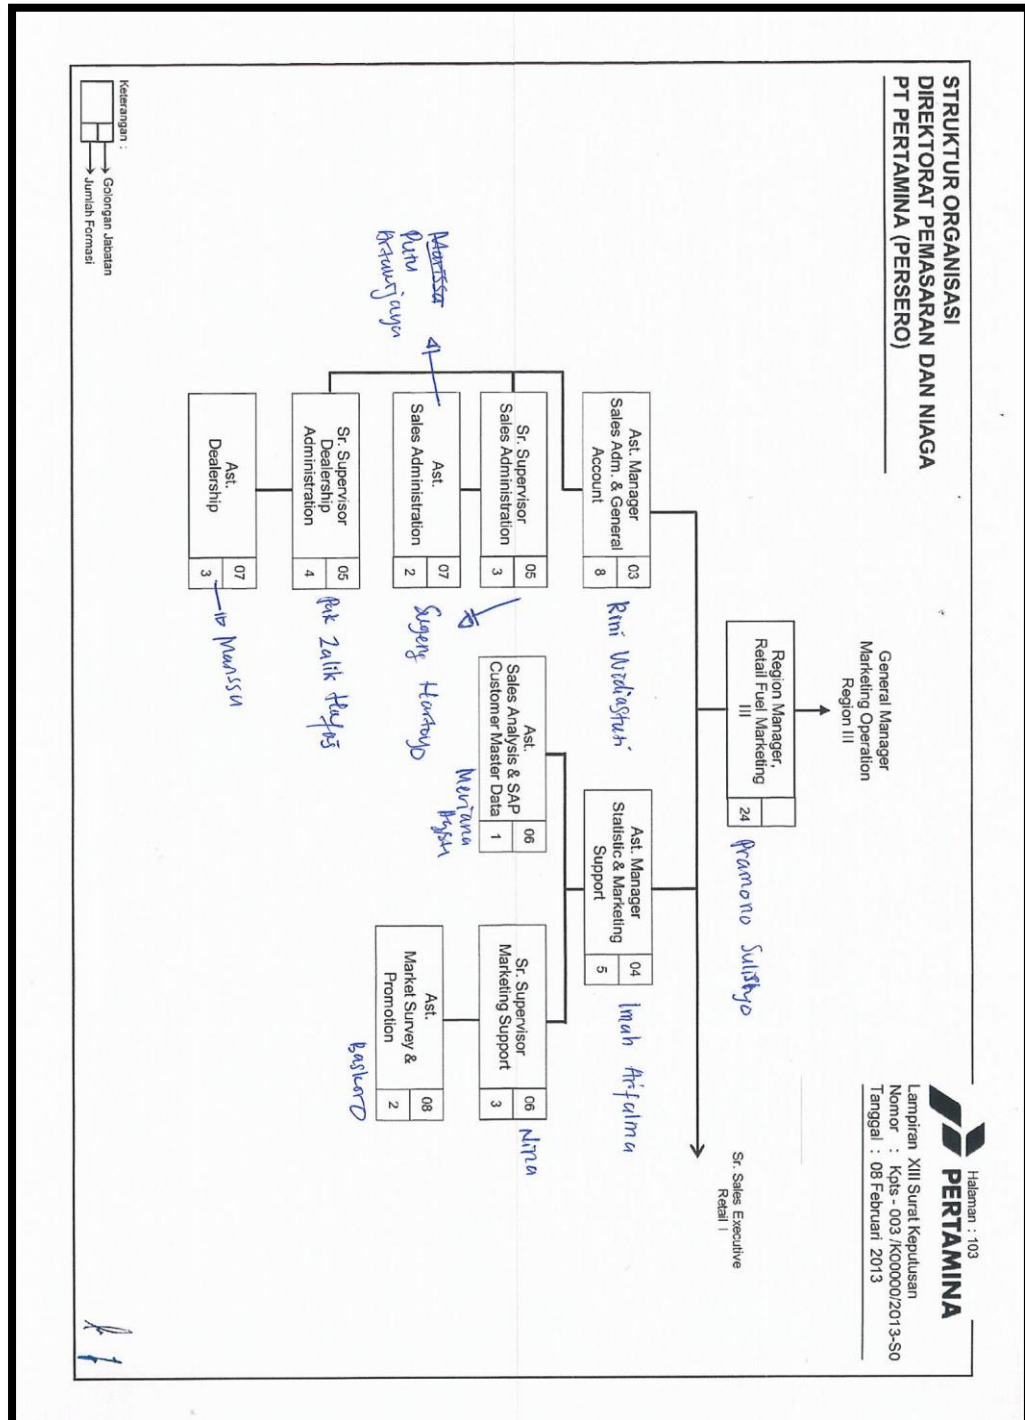 STRUKTUR ORGANISASI
DIREKTORAT PEMASARAN DAN NIAGA
PT PERTAMINA (PERSERO)
Halaman : 103
PERTAMINA
Lampiran XIII Surat Keputusan
Nomor : Kpts - 003 /K00000/2013-S0
Tanggal : 08 Februari 2013
General Manager
Marketing Operation
Region III
Region Manager,
Retail Fuel Marketing
III
24
Pramono Sulistyo
Sr. Sales Executive
Retail I
Ast. Manager
Sales Adm. & General
Account
03
8
Rini Widiastuti
Ast. Manager
Statistic & Marketing
Support
04
5
Imah Arifalma
Sr. Supervisor
Sales Administration
05
3
Ast.
Sales Analysis & SAP
Customer Master Data
06
1
Meriana
Sr. Supervisor
Marketing Support
06
3
Nirza
Marissa
Putu
Ast.
Sales Administration
07
2
Sugeng Hartoyo
Ast.
Market Survey &
Promotion
08
2
Baskoro
Sr. Supervisor
Dealership
Administration
05
4
Pak Zalik Hafas
Ast.
Dealership
07
3
Marissa
Keterangan :
Golongan Jabatan
Jumlah Formasi